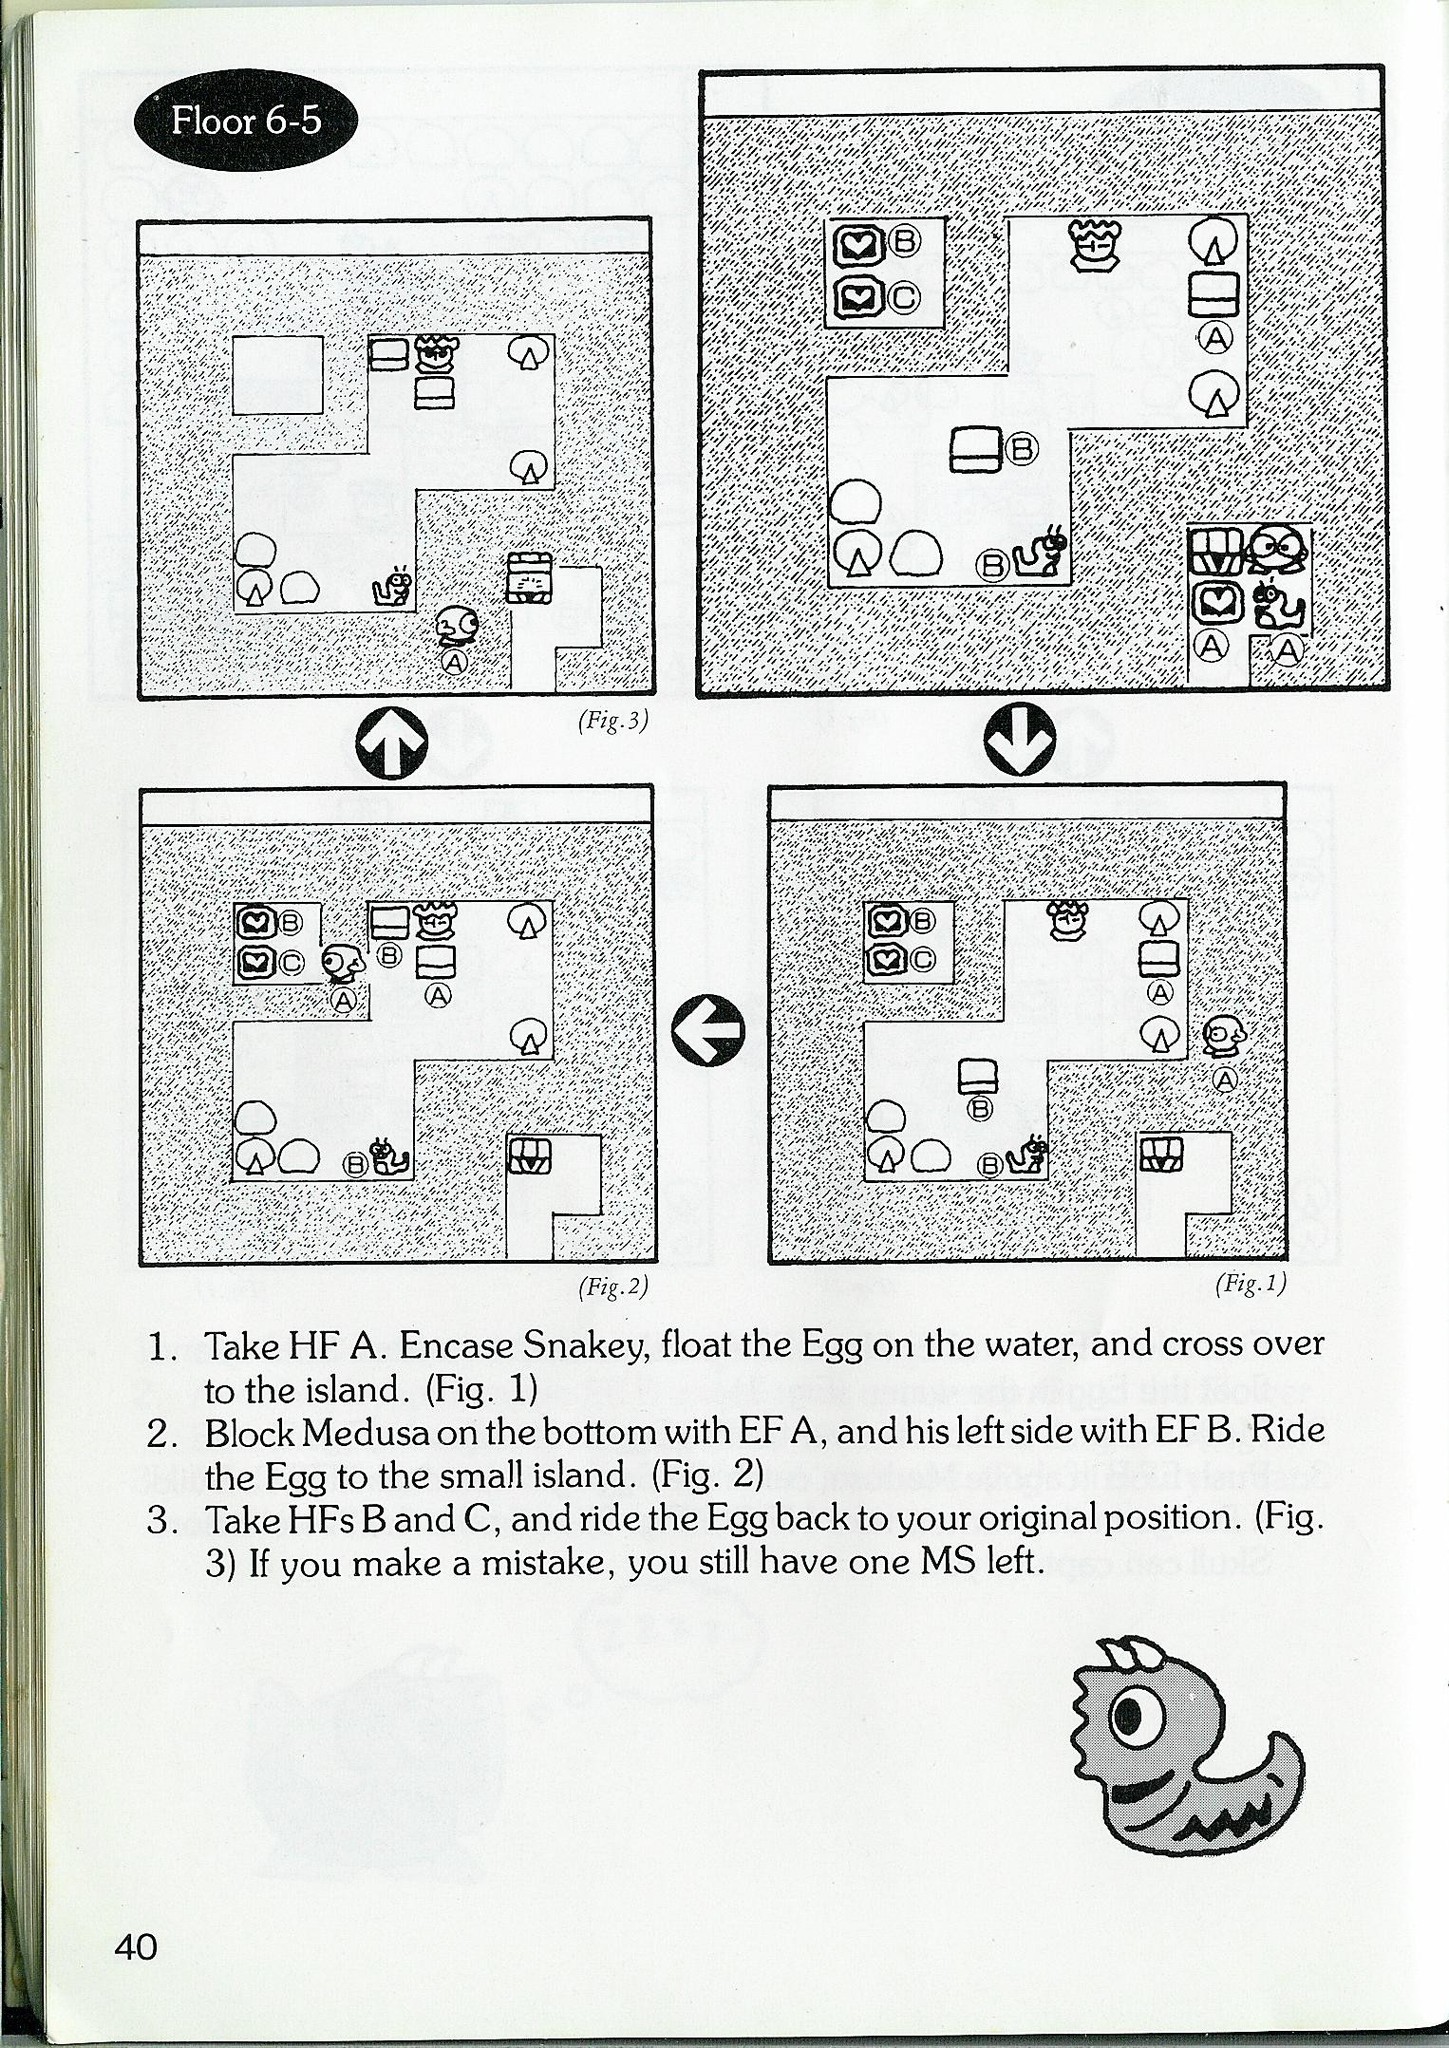 Floor 6-5
B
C
A
B
B
A
A
A
(Fig.3)
B
C
B
A
A
B
(Fig.2)
B
C
A
A
B
B
(Fig.1)
1. Take HF A. Encase Snakey, float the Egg on the water, and cross over
to the island. (Fig. 1)
2. Block Medusa on the bottom with EF A, and his left side with EF B. Ride
the Egg to the small island. (Fig. 2)
3. Take HFs B and C, and ride the Egg back to your original position. (Fig.
3) If you make a mistake, you still have one MS left.
40